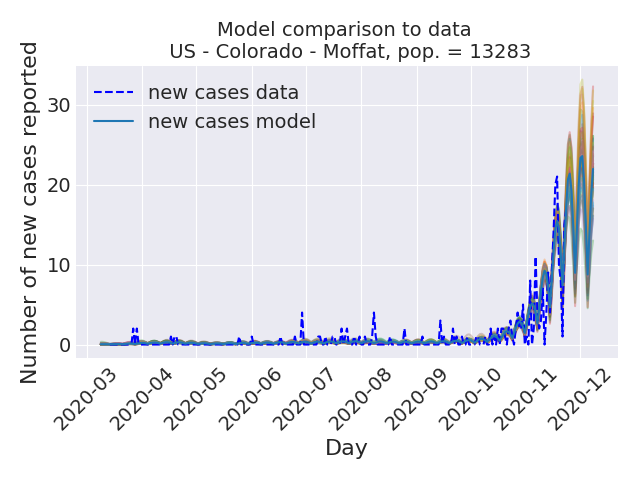 Model comparison to data
US - Colorado - Moffat, pop. = 13283
Number of new cases reported
30
20
10
0
new cases data
new cases model
2020-03
2020-04
2020-05
2020-06
2020-07
2020-08
2020-09
2020-10
2020-11
2020-12
Day